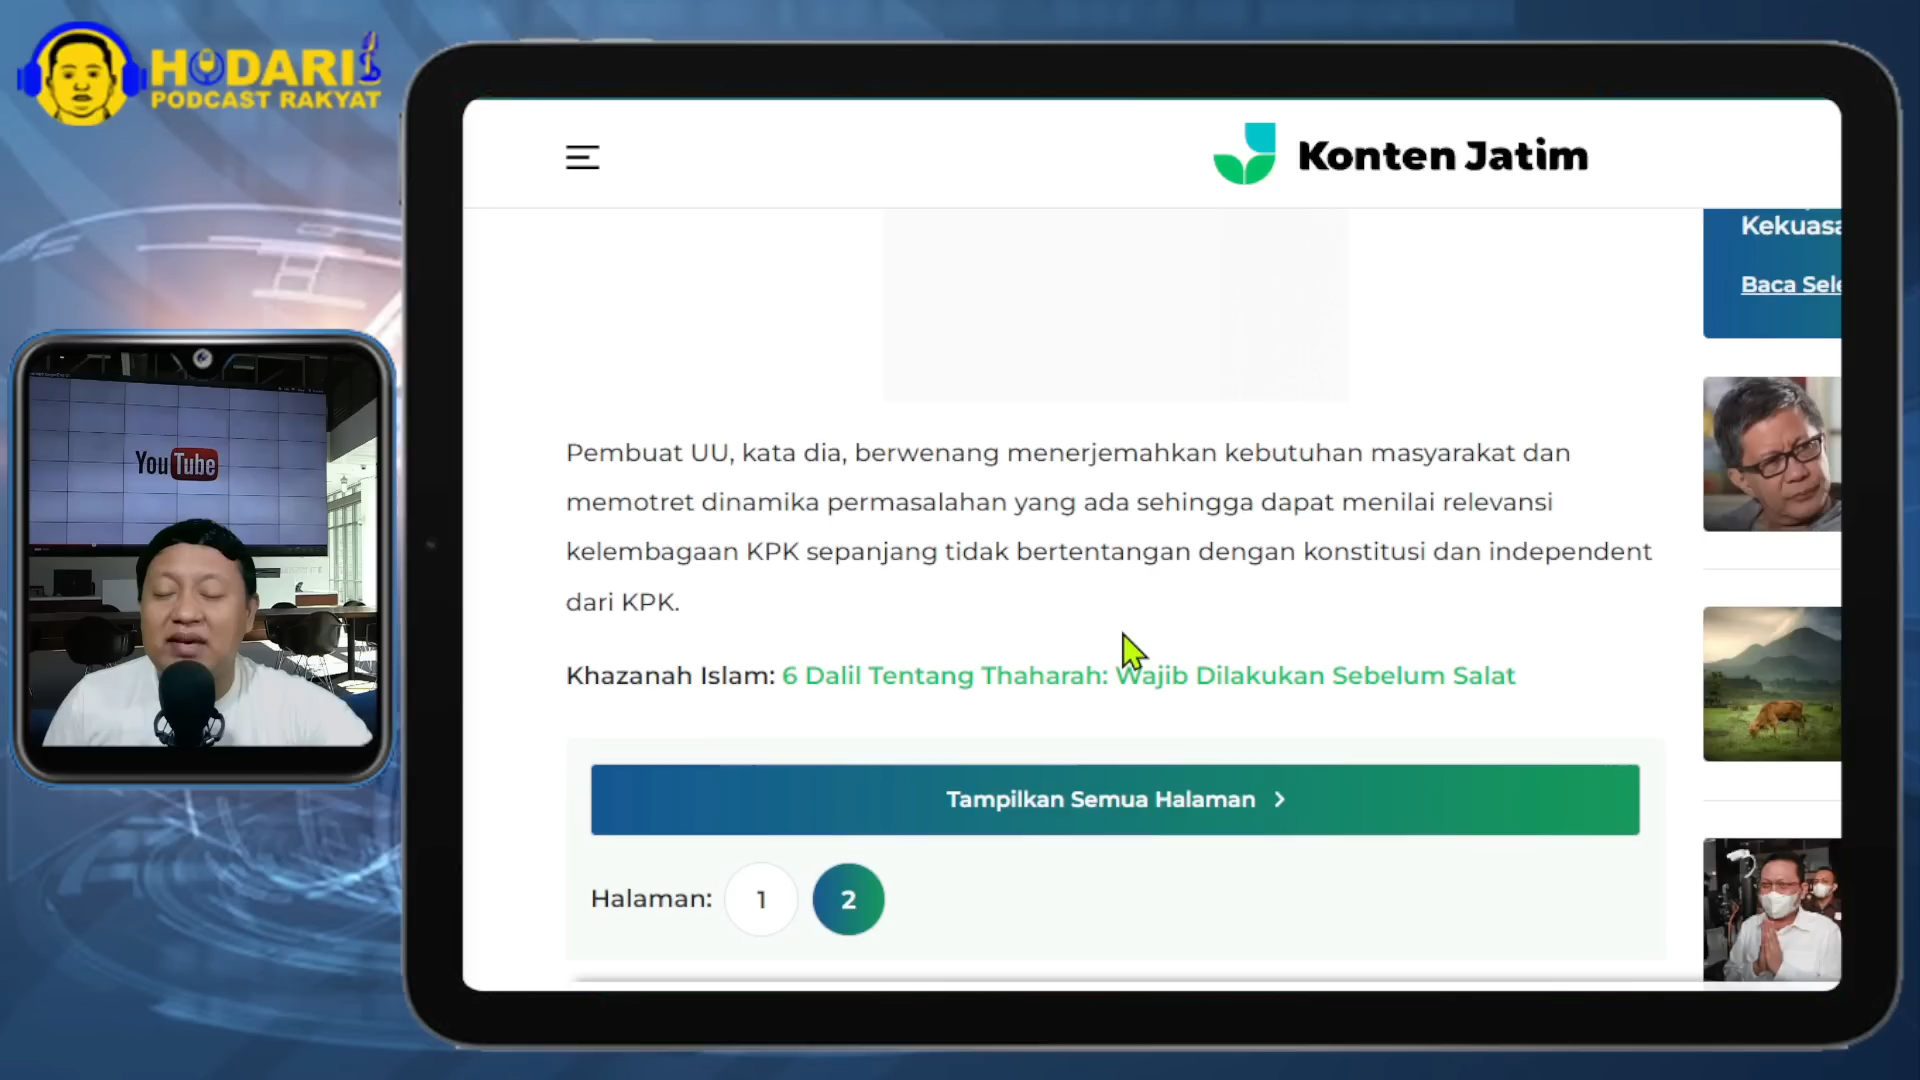 HODARI
PODCAST RAKYAT
YouTube
Konten Jatim
Pembuat UU, kata dia, berwenang menerjemahkan kebutuhan masyarakat dan
memotret dinamika permasalahan yang ada sehingga dapat menilai relevansi
kelembagaan KPK sepanjang tidak bertentangan dengan konstitusi dan independent
dari KPK.
Khazanah Islam: 6 Dalil Tentang Thaharah: Wajib Dilakukan Sebelum Salat
Tampilkan Semua Halaman
Halaman: 1 2
Kekuasa
Baca Sele